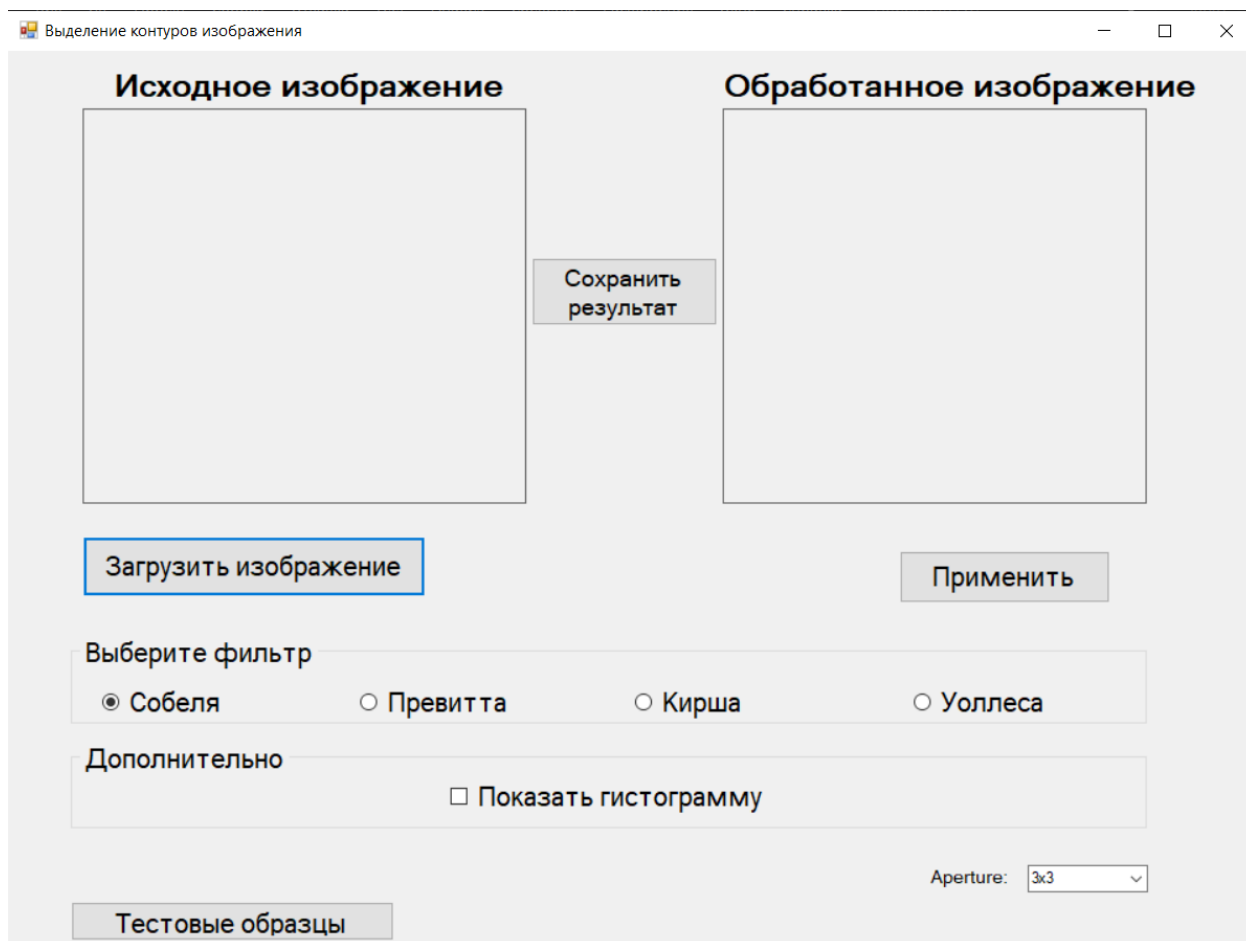 Выделение контуров изображения
Исходное изображение
Обработанное изображение
Сохранить
результат
Загрузить изображение
Применить
Выберите фильтр
Собеля
Превитта
Кирша
Уоллеса
Дополнительно
Показать гистограмму
Aperture:
3x3
Тестовые образцы